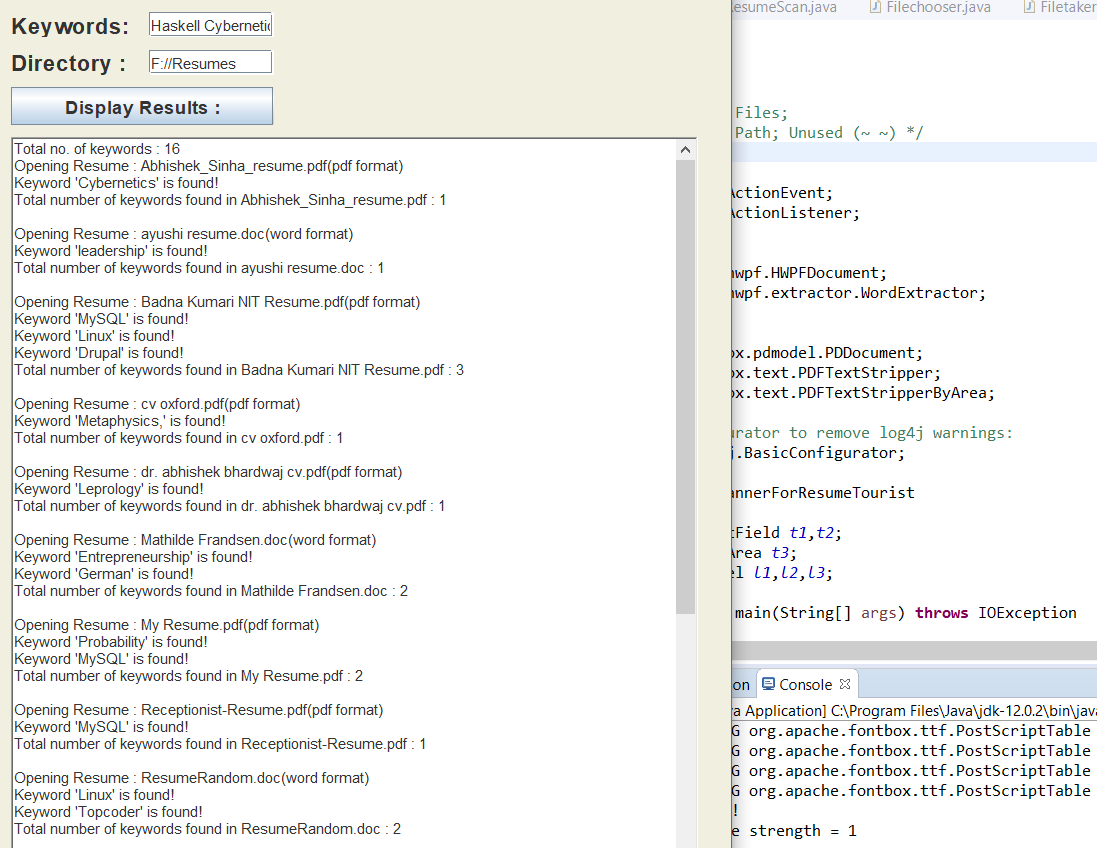 Keywords:
Haskell Cybernetic
Directory :
F://Resumes
Display Results :
Total no. of keywords : 16
Opening Resume : Abhishek_Sinha_resume.pdf(pdf format)
Keyword 'Cybernetics' is found!
Total number of keywords found in Abhishek_Sinha_resume.pdf : 1
Opening Resume : ayushi resume.doc(word format)
Keyword 'leadership' is found!
Total number of keywords found in ayushi resume.doc : 1
Opening Resume : Badna Kumari NIT Resume.pdf(pdf format)
Keyword 'MySQL' is found!
Keyword 'Linux' is found!
Keyword 'Drupal' is found!
Total number of keywords found in Badna Kumari NIT Resume.pdf : 3
Opening Resume : cv oxford.pdf(pdf format)
Keyword 'Metaphysics,' is found!
Total number of keywords found in cv oxford.pdf : 1
Opening Resume : dr. abhishek bhardwaj cv.pdf(pdf format)
Keyword 'Leprology' is found!
Total number of keywords found in dr. abhishek bhardwaj cv.pdf : 1
Opening Resume : Mathilde Frandsen.doc(word format)
Keyword 'Entrepreneurship' is found!
Keyword 'German' is found!
Total number of keywords found in Mathilde Frandsen.doc : 2
Opening Resume : My Resume.pdf(pdf format)
Keyword 'Probability' is found!
Keyword 'MySQL' is found!
Total number of keywords found in My Resume.pdf : 2
Opening Resume : Receptionist-Resume.pdf(pdf format)
Keyword 'MySQL' is found!
Total number of keywords found in Receptionist-Resume.pdf : 1
Opening Resume : ResumeRandom.doc(word format)
Keyword 'Linux' is found!
Keyword 'Topcoder' is found!
Total number of keywords found in ResumeRandom.doc : 2
esumeScan.java Filechooser.java Filetaker
Files;
Path; Unused (~ ~) */
ActionEvent;
ActionListener;
hwpf.HWPFDocument;
hwpf.extractor.WordExtractor;
ox.pdmodel.PDDocument;
ox.text.PDFTextStripper;
ox.text.PDFTextStripperByArea;
urator to remove log4j warnings:
j.BasicConfigurator;
annerForResumeTourist
tField t1,t2;
Area t3;
el l1,l2,l3;
main(String[] args) throws IOException
on Console
a Application] C:\Program Files\Java\jdk-12.0.2\bin\java
G org.apache.fontbox.ttf.PostScriptTable
G org.apache.fontbox.ttf.PostScriptTable
G org.apache.fontbox.ttf.PostScriptTable
G org.apache.fontbox.ttf.PostScriptTable
!
e strength = 1